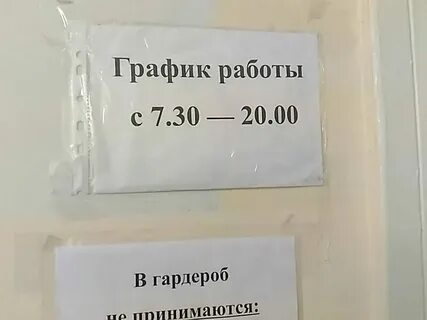 График работы
с 7.30 — 20.00
В гардероб
не принимаются: